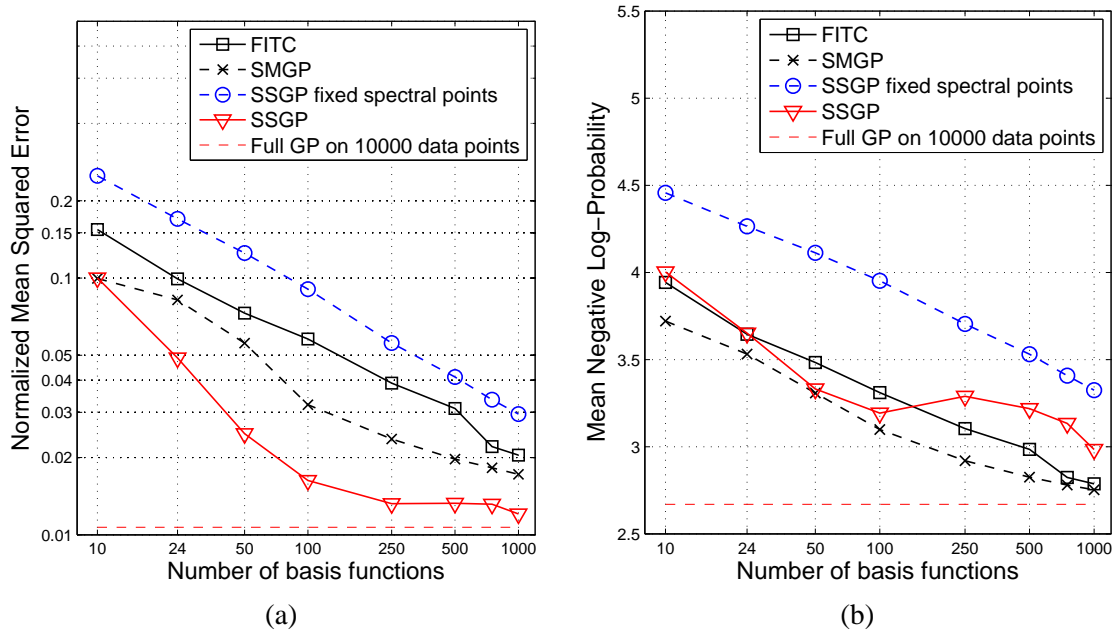 FITC
SMGP
SSGP fixed spectral points
SSGP
Full GP on 10000 data points
Normalized Mean Squared Error
0.2
0.15
0.1
0.05
0.04
0.03
0.02
0.01
10 24 50 100 250 500 1000
Number of basis functions
(a)
FITC
SMGP
SSGP fixed spectral points
SSGP
Full GP on 10000 data points
Mean Negative Log−Probability
5.5
5
4.5
4
3.5
3
2.5
10 24 50 100 250 500 1000
Number of basis functions
(b)